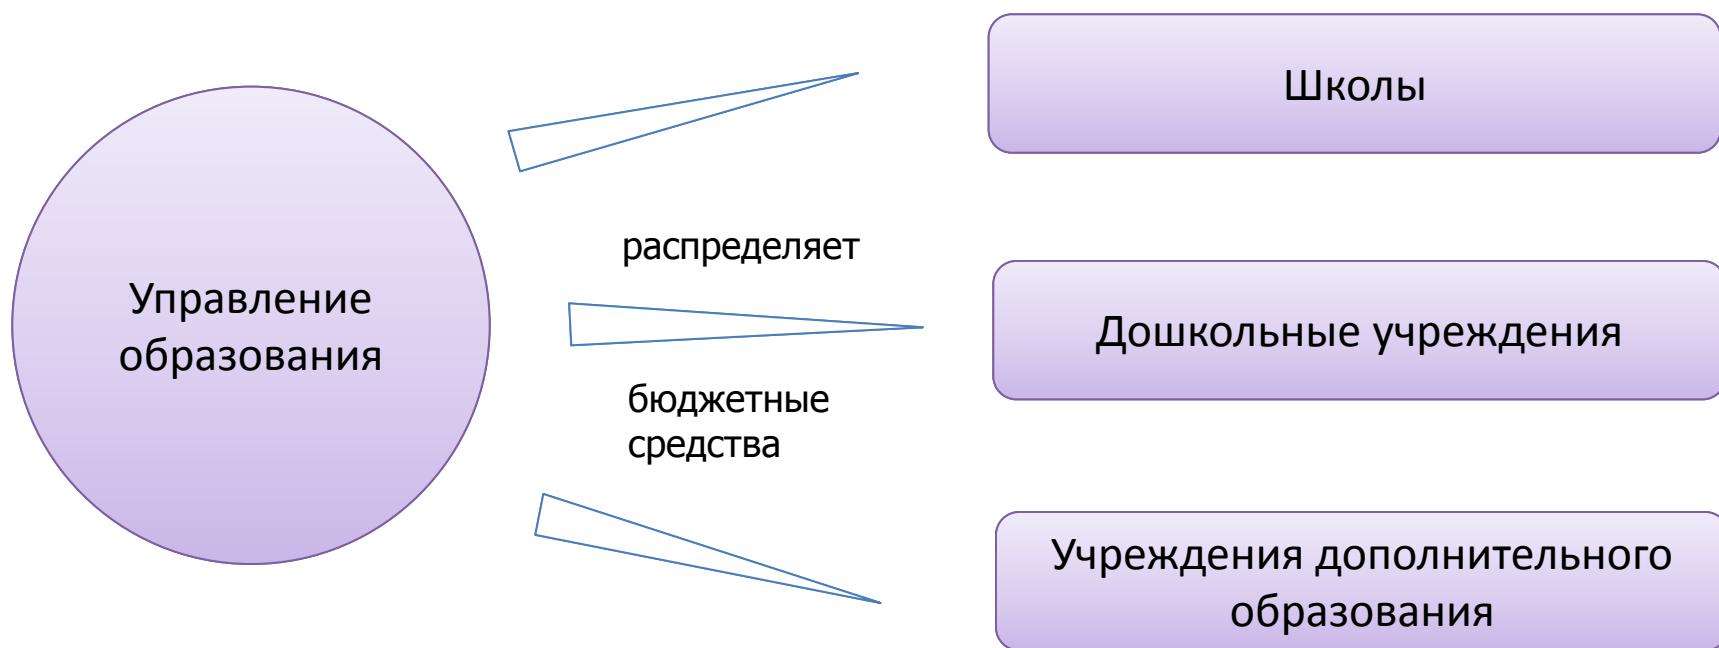 Управление
образования
распределяет
бюджетные
средства
Школы
Дошкольные учреждения
Учреждения дополнительного
образования